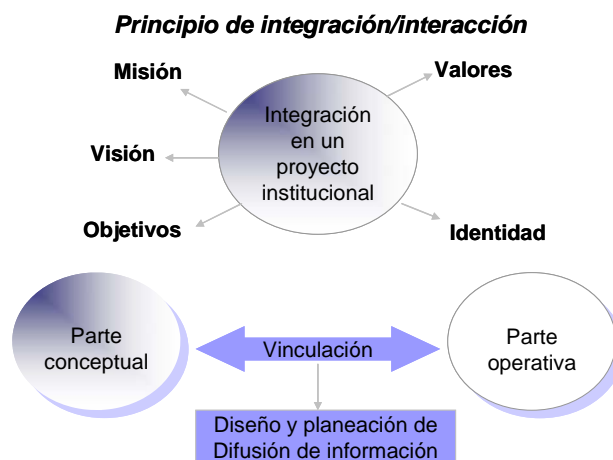 Principio de integración/interacción
Misión
Valores
Integración
en un
proyecto
institucional
Visión
Objetivos
Identidad
Parte
conceptual
Vinculación
Parte
operativa
Diseño y planeación de
Difusión de información